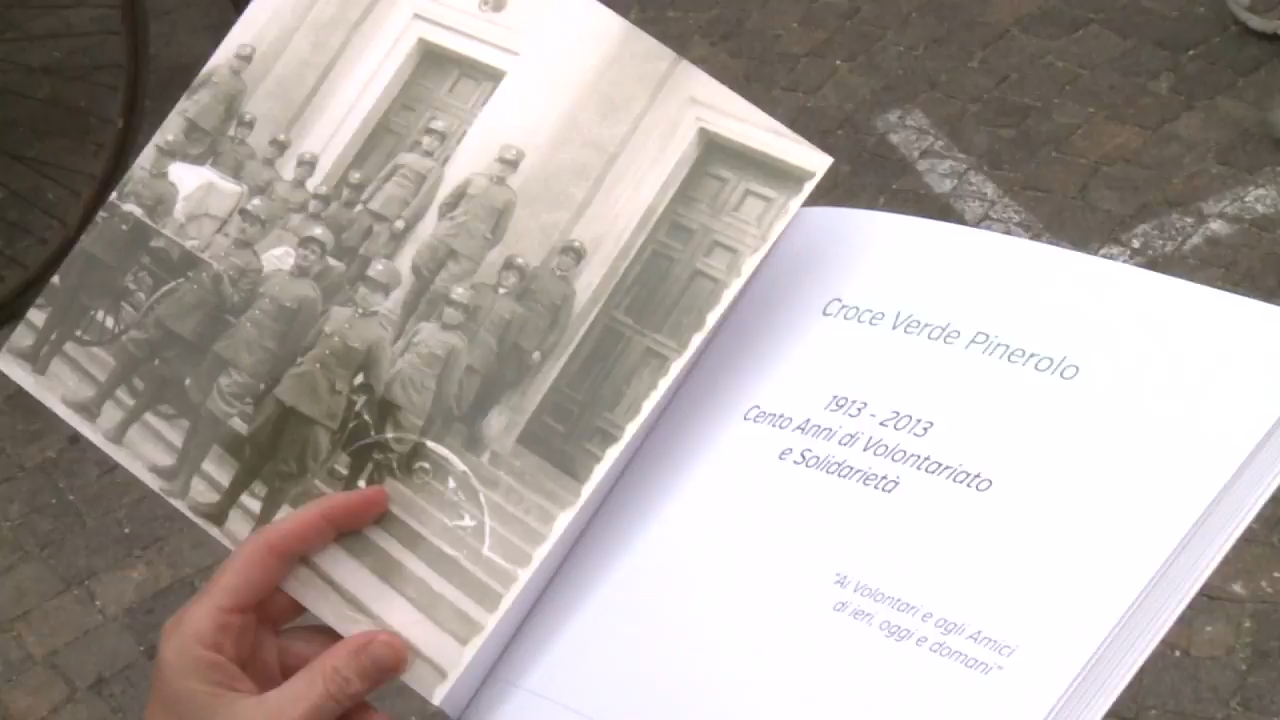 Croce Verde Pinerolo
1913 - 2013
Cento Anni di Volontariato
e Solidarietà
"Ai Volontari e agli Amici
di ieri, oggi e domani"